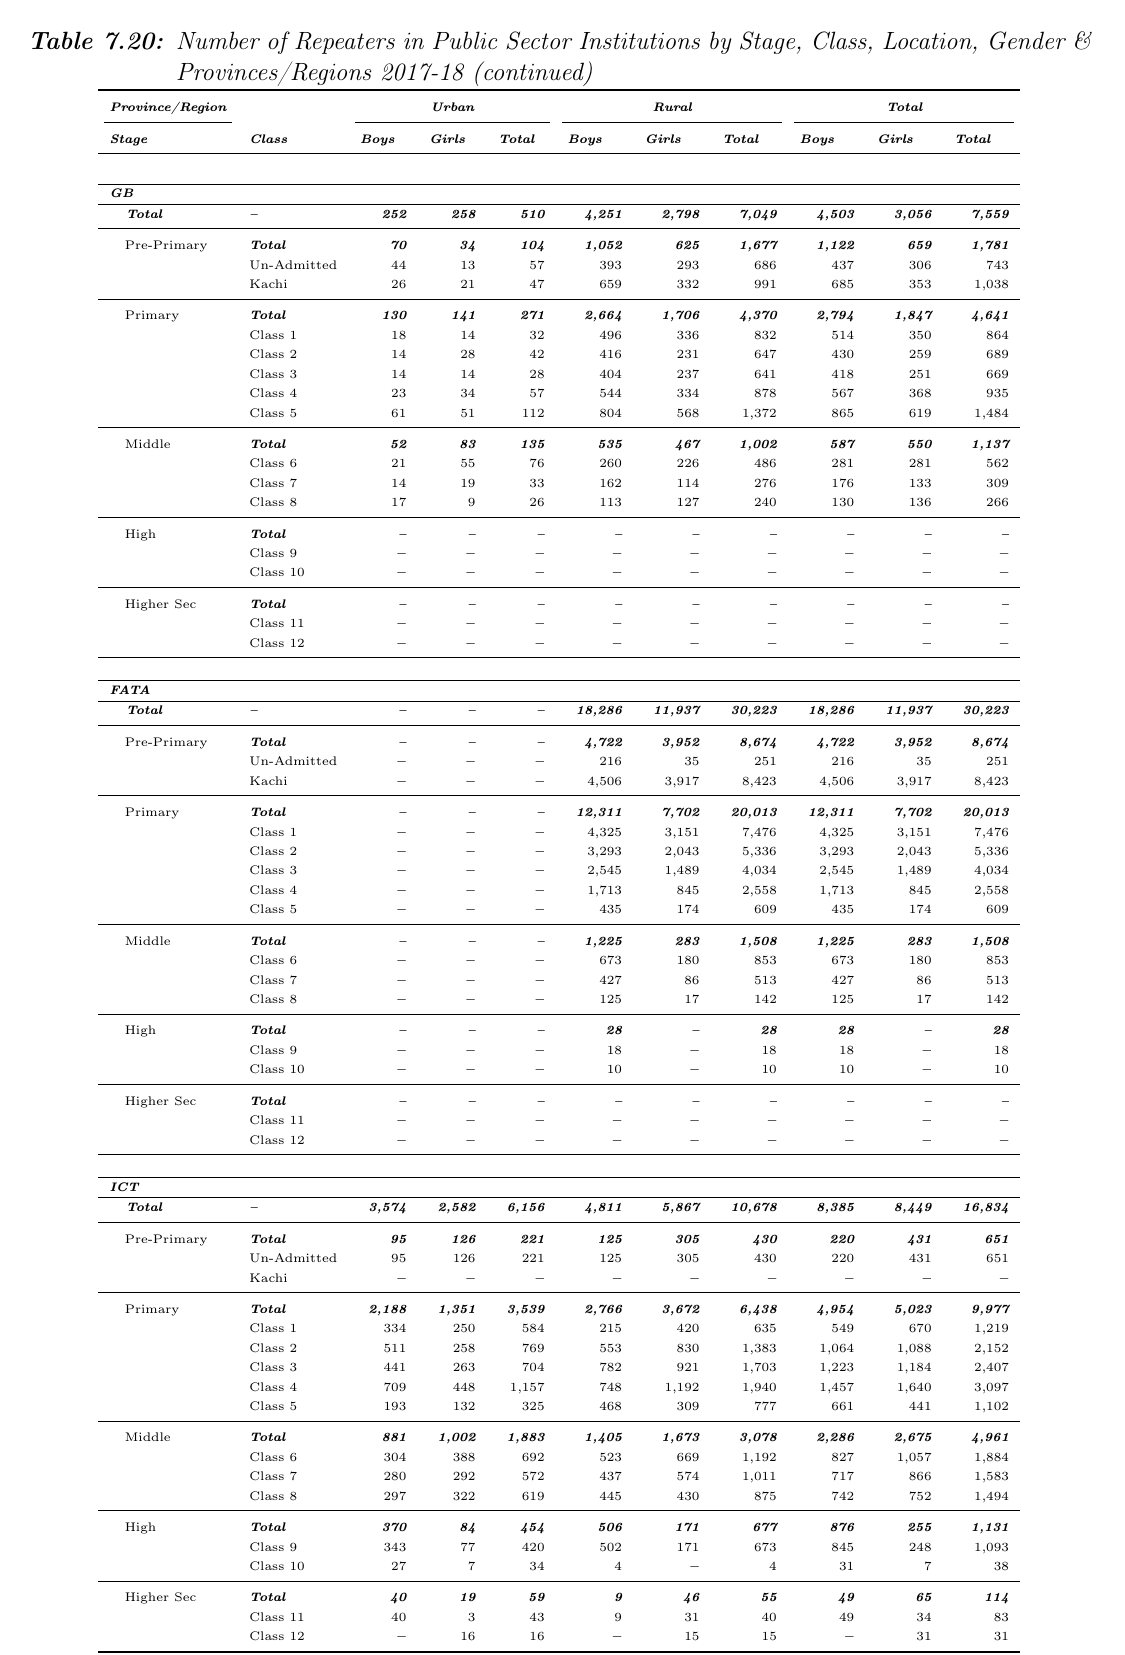 Table 7.20: Number of Repeaters in Public Sector Institutions by Stage, Class, Location, Gender &
Provinces/Regions 2017-18 (continued)
Province/Region Urban Rural Total
Stage Class Boys Girls Total Boys Girls Total Boys Girls Total
GB
Total – 252 258 510 4,251 2,798 7,049 4,503 3,056 7,559
Pre-Primary Total 70 34 104 1,052 625 1,677 1,122 659 1,781
Un-Admitted 44 13 57 393 293 686 437 306 743
Kachi 26 21 47 659 332 991 685 353 1,038
Primary Total 130 141 271 2,664 1,706 4,370 2,794 1,847 4,641
Class 1 18 14 32 496 336 832 514 350 864
Class 2 14 28 42 416 231 647 430 259 689
Class 3 14 14 28 404 237 641 418 251 669
Class 4 23 34 57 544 334 878 567 368 935
Class 5 61 51 112 804 568 1,372 865 619 1,484
Middle Total 52 83 135 535 467 1,002 587 550 1,137
Class 6 21 55 76 260 226 486 281 281 562
Class 7 14 19 33 162 114 276 176 133 309
Class 8 17 9 26 113 127 240 130 136 266
High Total – – – – – – – – –
Class 9 – – – – – – – – –
Class 10 – – – – – – – – –
Higher Sec Total – – – – – – – – –
Class 11 – – – – – – – – –
Class 12 – – – – – – – – –
FATA
Total – – – – 18,286 11,937 30,223 18,286 11,937 30,223
Pre-Primary Total – – – 4,722 3,952 8,674 4,722 3,952 8,674
Un-Admitted – – – 216 35 251 216 35 251
Kachi – – – 4,506 3,917 8,423 4,506 3,917 8,423
Primary Total – – – 12,311 7,702 20,013 12,311 7,702 20,013
Class 1 – – – 4,325 3,151 7,476 4,325 3,151 7,476
Class 2 – – – 3,293 2,043 5,336 3,293 2,043 5,336
Class 3 – – – 2,545 1,489 4,034 2,545 1,489 4,034
Class 4 – – – 1,713 845 2,558 1,713 845 2,558
Class 5 – – – 435 174 609 435 174 609
Middle Total – – – 1,225 283 1,508 1,225 283 1,508
Class 6 – – – 673 180 853 673 180 853
Class 7 – – – 427 86 513 427 86 513
Class 8 – – – 125 17 142 125 17 142
High Total – – – 28 – 28 28 – 28
Class 9 – – – 18 – 18 18 – 18
Class 10 – – – 10 – 10 10 – 10
Higher Sec Total – – – – – – – – –
Class 11 – – – – – – – – –
Class 12 – – – – – – – – –
ICT
Total – 3,574 2,582 6,156 4,811 5,867 10,678 8,385 8,449 16,834
Pre-Primary Total 95 126 221 125 305 430 220 431 651
Un-Admitted 95 126 221 125 305 430 220 431 651
Kachi – – – – – – – – –
Primary Total 2,188 1,351 3,539 2,766 3,672 6,438 4,954 5,023 9,977
Class 1 334 250 584 215 420 635 549 670 1,219
Class 2 511 258 769 553 830 1,383 1,064 1,088 2,152
Class 3 441 263 704 782 921 1,703 1,223 1,184 2,407
Class 4 709 448 1,157 748 1,192 1,940 1,457 1,640 3,097
Class 5 193 132 325 468 309 777 661 441 1,102
Middle Total 881 1,002 1,883 1,405 1,673 3,078 2,286 2,675 4,961
Class 6 304 388 692 523 669 1,192 827 1,057 1,884
Class 7 280 292 572 437 574 1,011 717 866 1,583
Class 8 297 322 619 445 430 875 742 752 1,494
High Total 370 84 454 506 171 677 876 255 1,131
Class 9 343 77 420 502 171 673 845 248 1,093
Class 10 27 7 34 4 – 4 31 7 38
Higher Sec Total 40 19 59 9 46 55 49 65 114
Class 11 40 3 43 9 31 40 49 34 83
Class 12 – 16 16 – 15 15 – 31 31